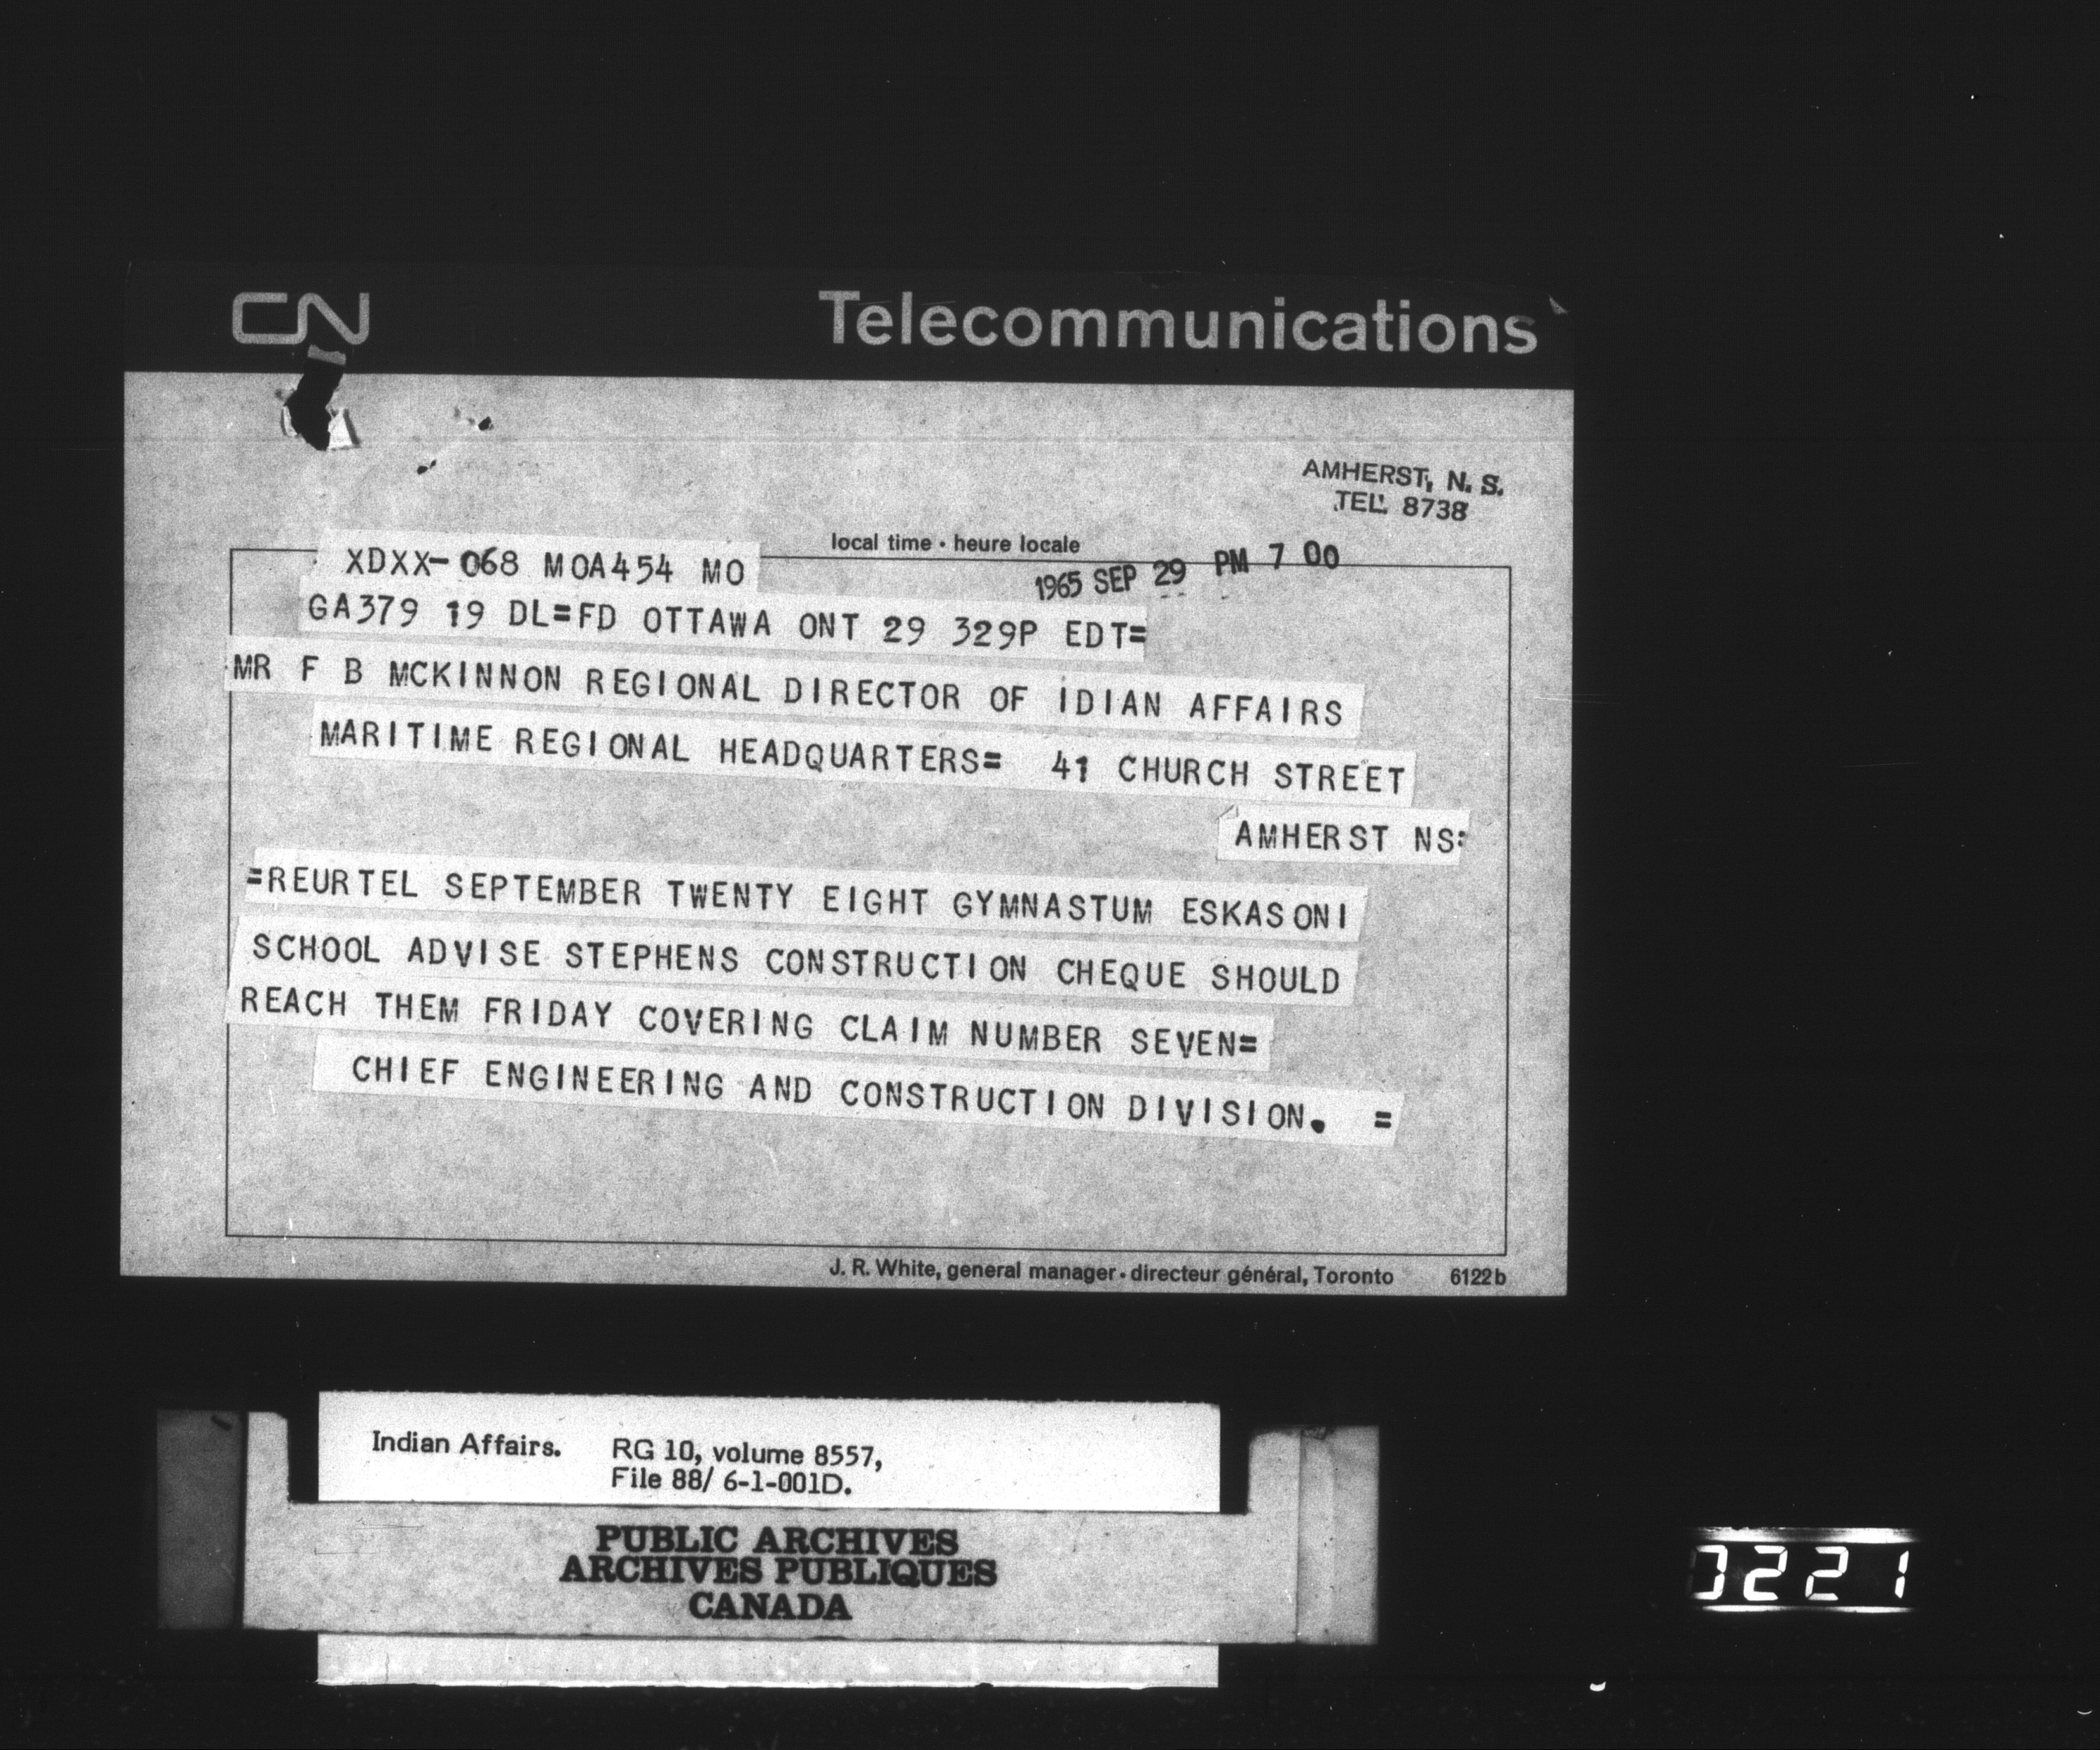 CN Telecommunications
AMHERST, N. S.
TEL. 8738
local time • heure locale
1965 SEP 29 PM 7 00
XDXX-068 MOA454 MO
GA379 19 DL=FD OTTAWA ONT 29 329P EDT=
MR F B MCKINNON REGIONAL DIRECTOR OF IDIAN AFFAIRS
MARITIME REGIONAL HEADQUARTERS= 41 CHURCH STREET
AMHERST NS=
=REURTEL SEPTEMBER TWENTY EIGHT GYMNASTUM ESKASONI
SCHOOL ADVISE STEPHENS CONSTRUCTION CHEQUE SHOULD
REACH THEM FRIDAY COVERING CLAIM NUMBER SEVEN=
CHIEF ENGINEERING AND CONSTRUCTION DIVISION. =
J. R. White, general manager • directeur général, Toronto 6122b
Indian Affairs. RG 10, volume 8557,
File 88/ 6-1-001D.
PUBLIC ARCHIVES
ARCHIVES PUBLIQUES
CANADA
0221